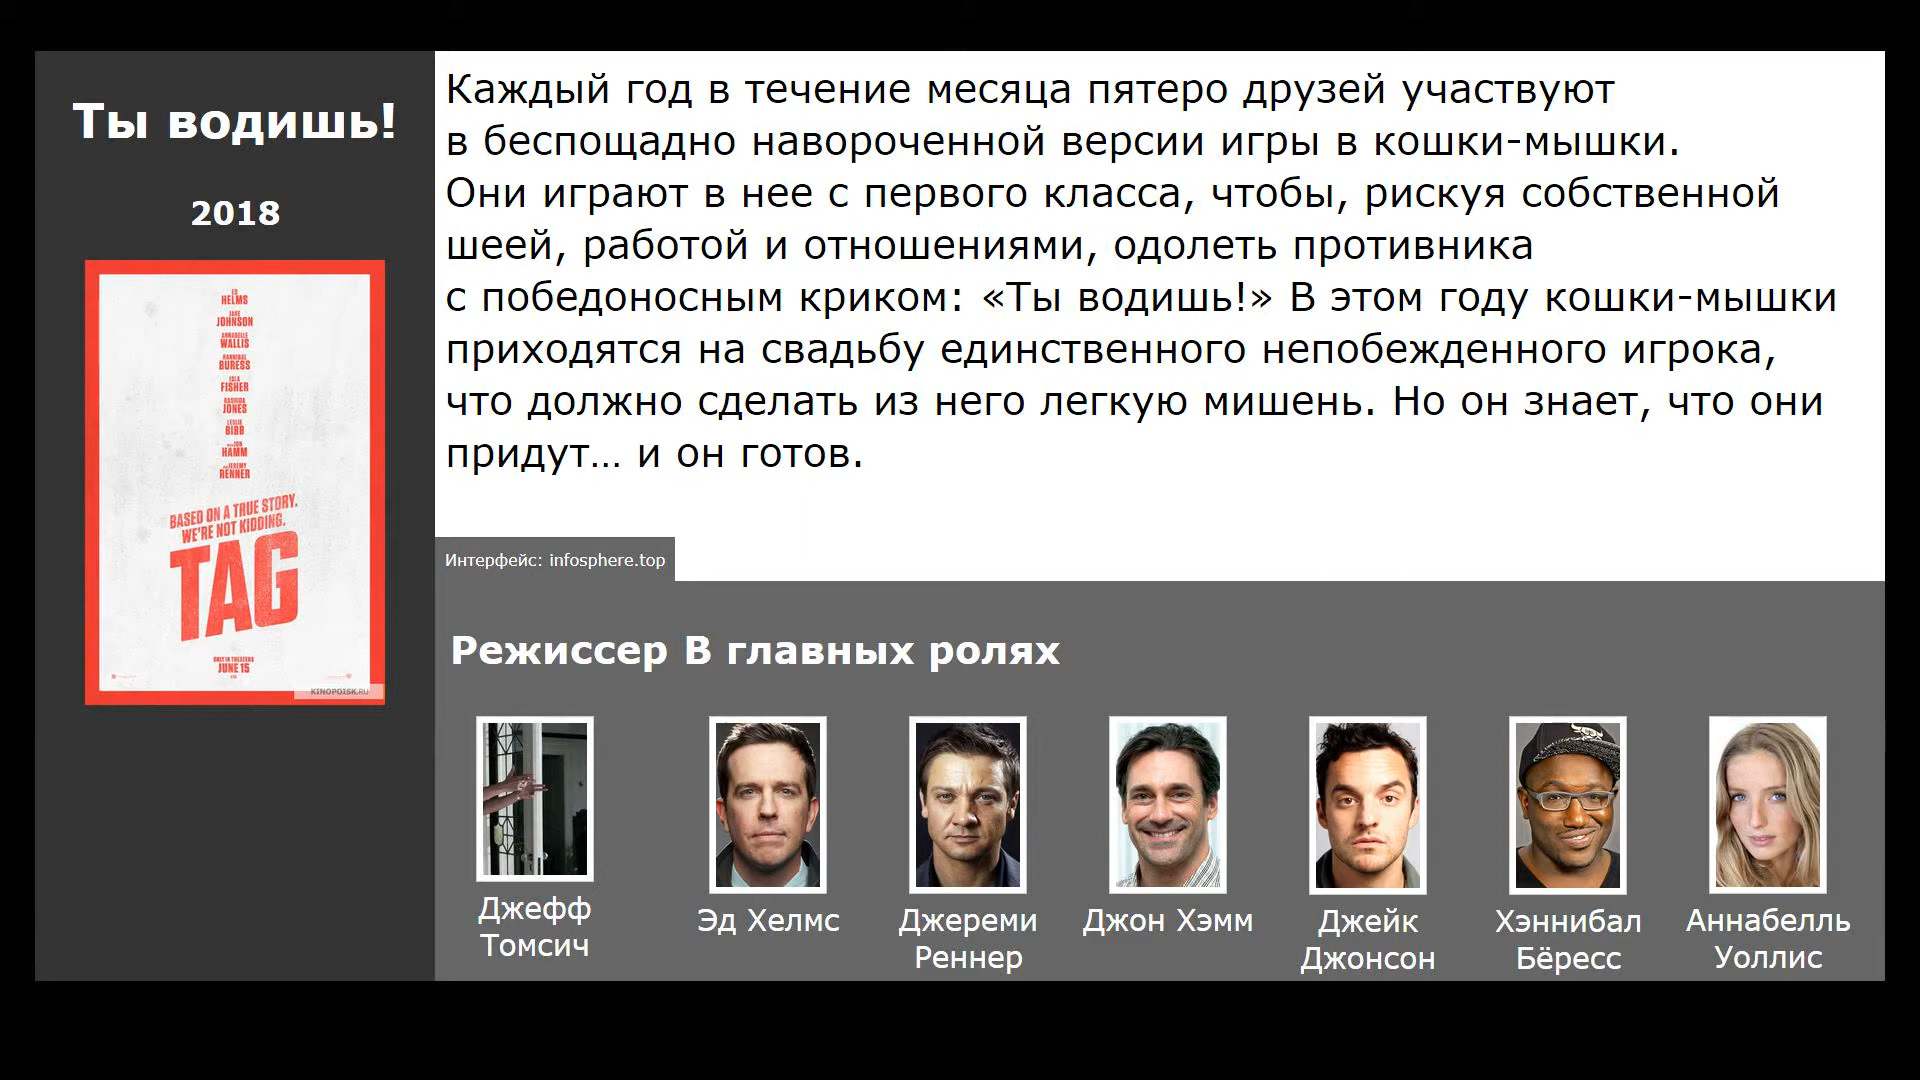 Ты водишь!
2018
ED
HELMS
JAKE
JOHNSON
ANNABELLE
WALLIS
HANNIBAL
BURESS
ISLA
FISHER
RASHIDA
JONES
LESLIE
BIBB
JON
HAMM
JEREMY
RENNER
BASED ON A TRUE STORY.
WE'RE NOT KIDDING.
TAG
ONLY IN THEATERS
JUNE 15
KINOPOISK.RU
Каждый год в течение месяца пятеро друзей участвуют
в беспощадно навороченной версии игры в кошки-мышки.
Они играют в нее с первого класса, чтобы, рискуя собственной
шеей, работой и отношениями, одолеть противника
с победоносным криком: «Ты водишь!» В этом году кошки-мышки
приходятся на свадьбу единственного непобежденного игрока,
что должно сделать из него легкую мишень. Но он знает, что они
придут… и он готов.
Интерфейс: infosphere.top
Режиссер В главных ролях
Джефф
Томсич
Эд Хелмс
Джереми
Реннер
Джон Хэмм
Джейк
Джонсон
Хэннибал
Бёресс
Аннабелль
Уоллис